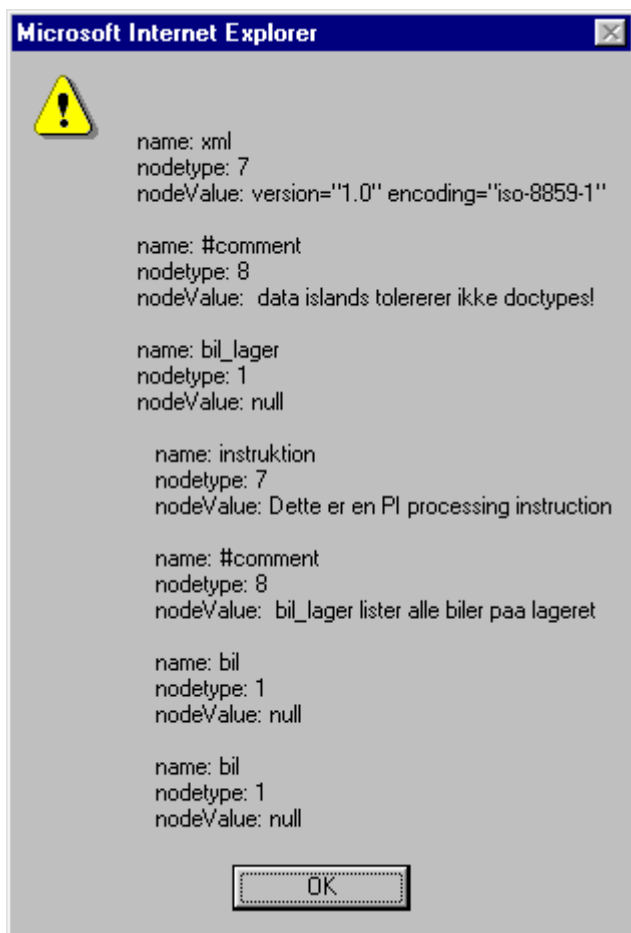 Microsoft Internet Explorer
name: xml
nodetype: 7
nodeValue: version="1.0" encoding="iso-8859-1"
name: #comment
nodetype: 8
nodeValue:  data islands tolererer ikke doctypes!
name: bil_lager
nodetype: 1
nodeValue: null
name: instruktion
nodetype: 7
nodeValue: Dette er en PI processing instruction
name: #comment
nodetype: 8
nodeValue:  bil_lager lister alle biler paa lageret
name: bil
nodetype: 1
nodeValue: null
name: bil
nodetype: 1
nodeValue: null
OK